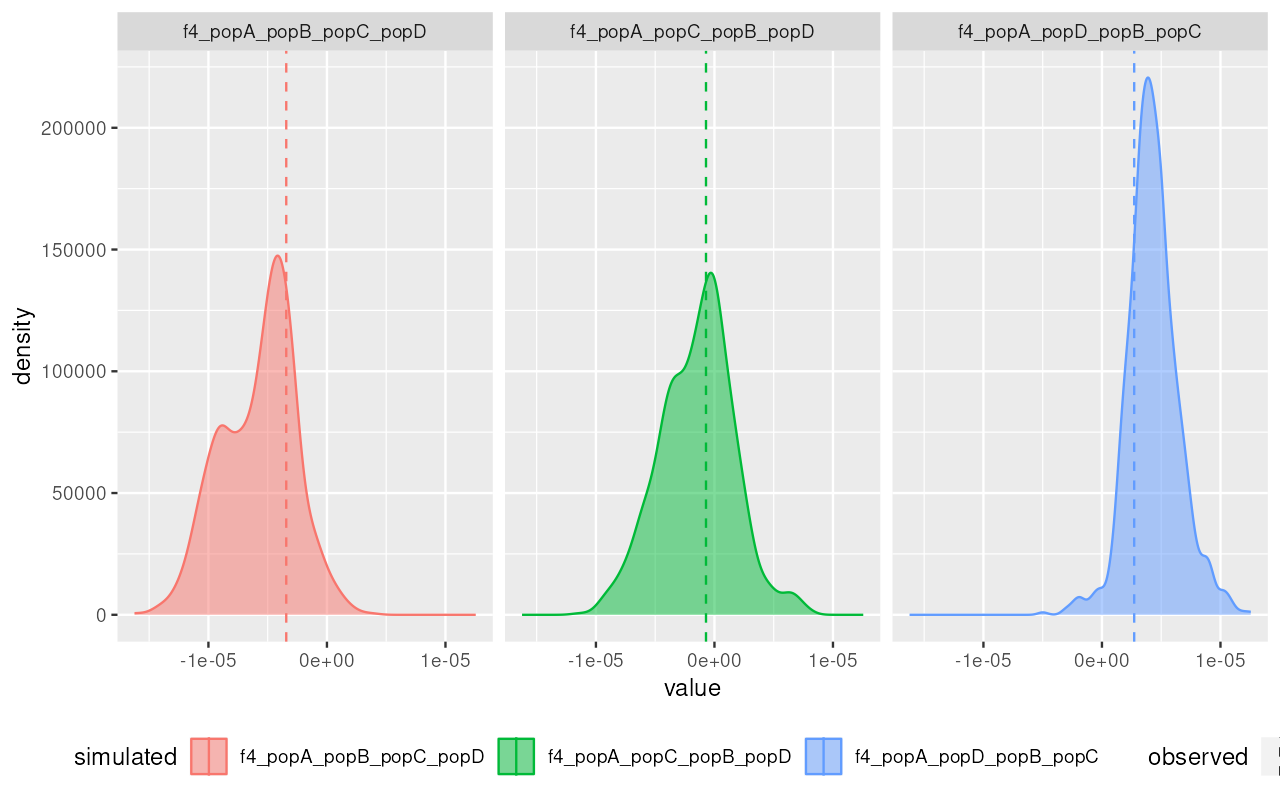 f4_popA_popB_popC_popD f4_popA_popC_popB_popD f4_popA_popD_popB_popC
density
200000
150000
100000
50000
0
-1e-05 0e+00 1e-05 -1e-05 0e+00 1e-05 -1e-05 0e+00 1e-05
value
simulated f4_popA_popB_popC_popD f4_popA_popC_popB_popD f4_popA_popD_popB_popC observed